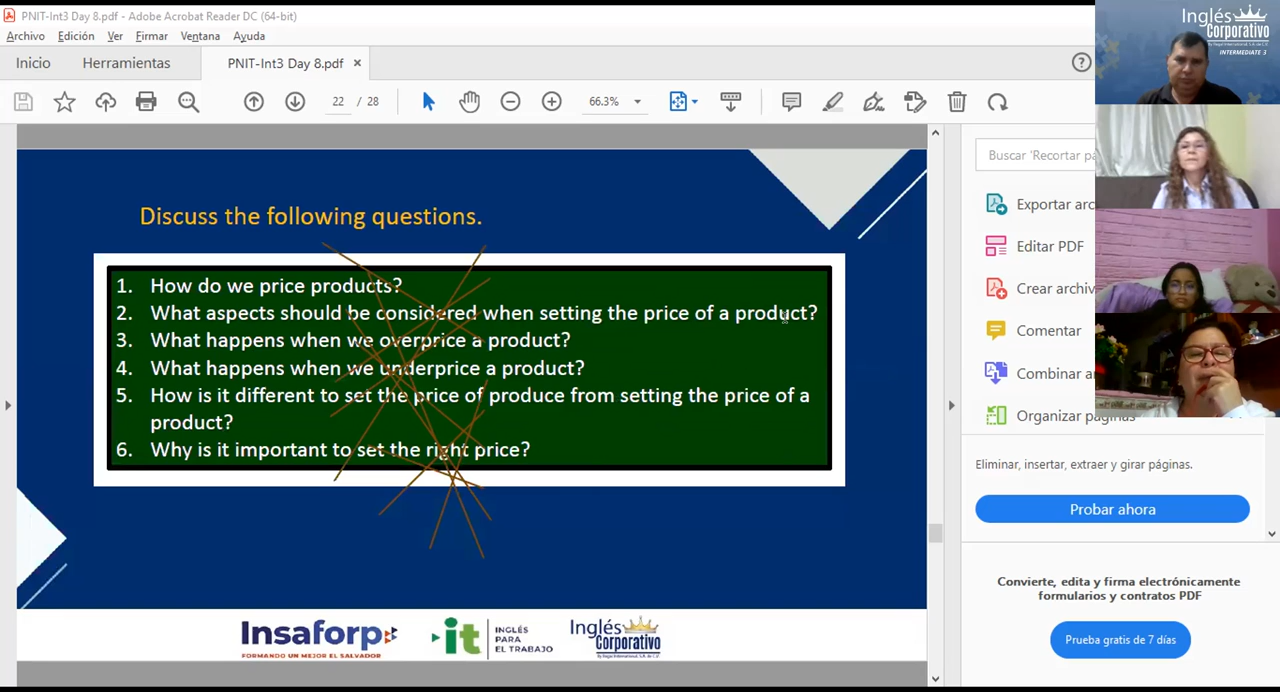 PNIT-Int3 Day 8.pdf - Adobe Acrobat Reader DC (64-bit)
Archivo Edición Ver Firmar Ventana Ayuda
Inicio Herramientas PNIT-Int3 Day 8.pdf ×
22 / 28 66.3%
Discuss the following questions.
1. How do we price products?
2. What aspects should be considered when setting the price of a product?
3. What happens when we overprice a product?
4. What happens when we underprice a product?
5. How is it different to set the price of produce from setting the price of a
product?
6. Why is it important to set the right price?
Insaforp
FORMANDO UN MEJOR EL SALVADOR
it
INGLÉS
PARA
EL TRABAJO
Inglés
Corporativo
Buscar 'Recortar
Exportar
Editar PDF
Crear
Comentar
Combinar
Organizar páginas
Eliminar, insertar, extraer y girar páginas.
Probar ahora
Convierte, edita y firma electrónicamente
formularios y contratos PDF
Prueba gratis de 7 días
Inglés
Corporativo
INTERMEDIATE 3